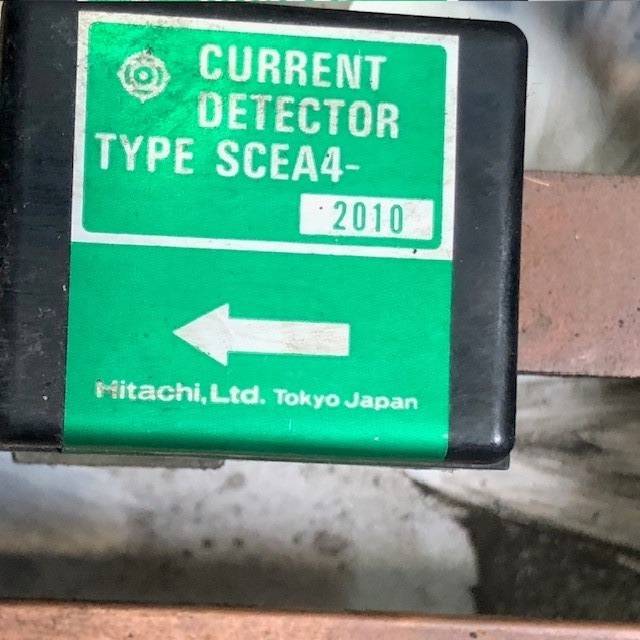 CURRENT
DETECTOR
TYPE SCEA4-
2010
Hitachi, Ltd. Tokyo Japan